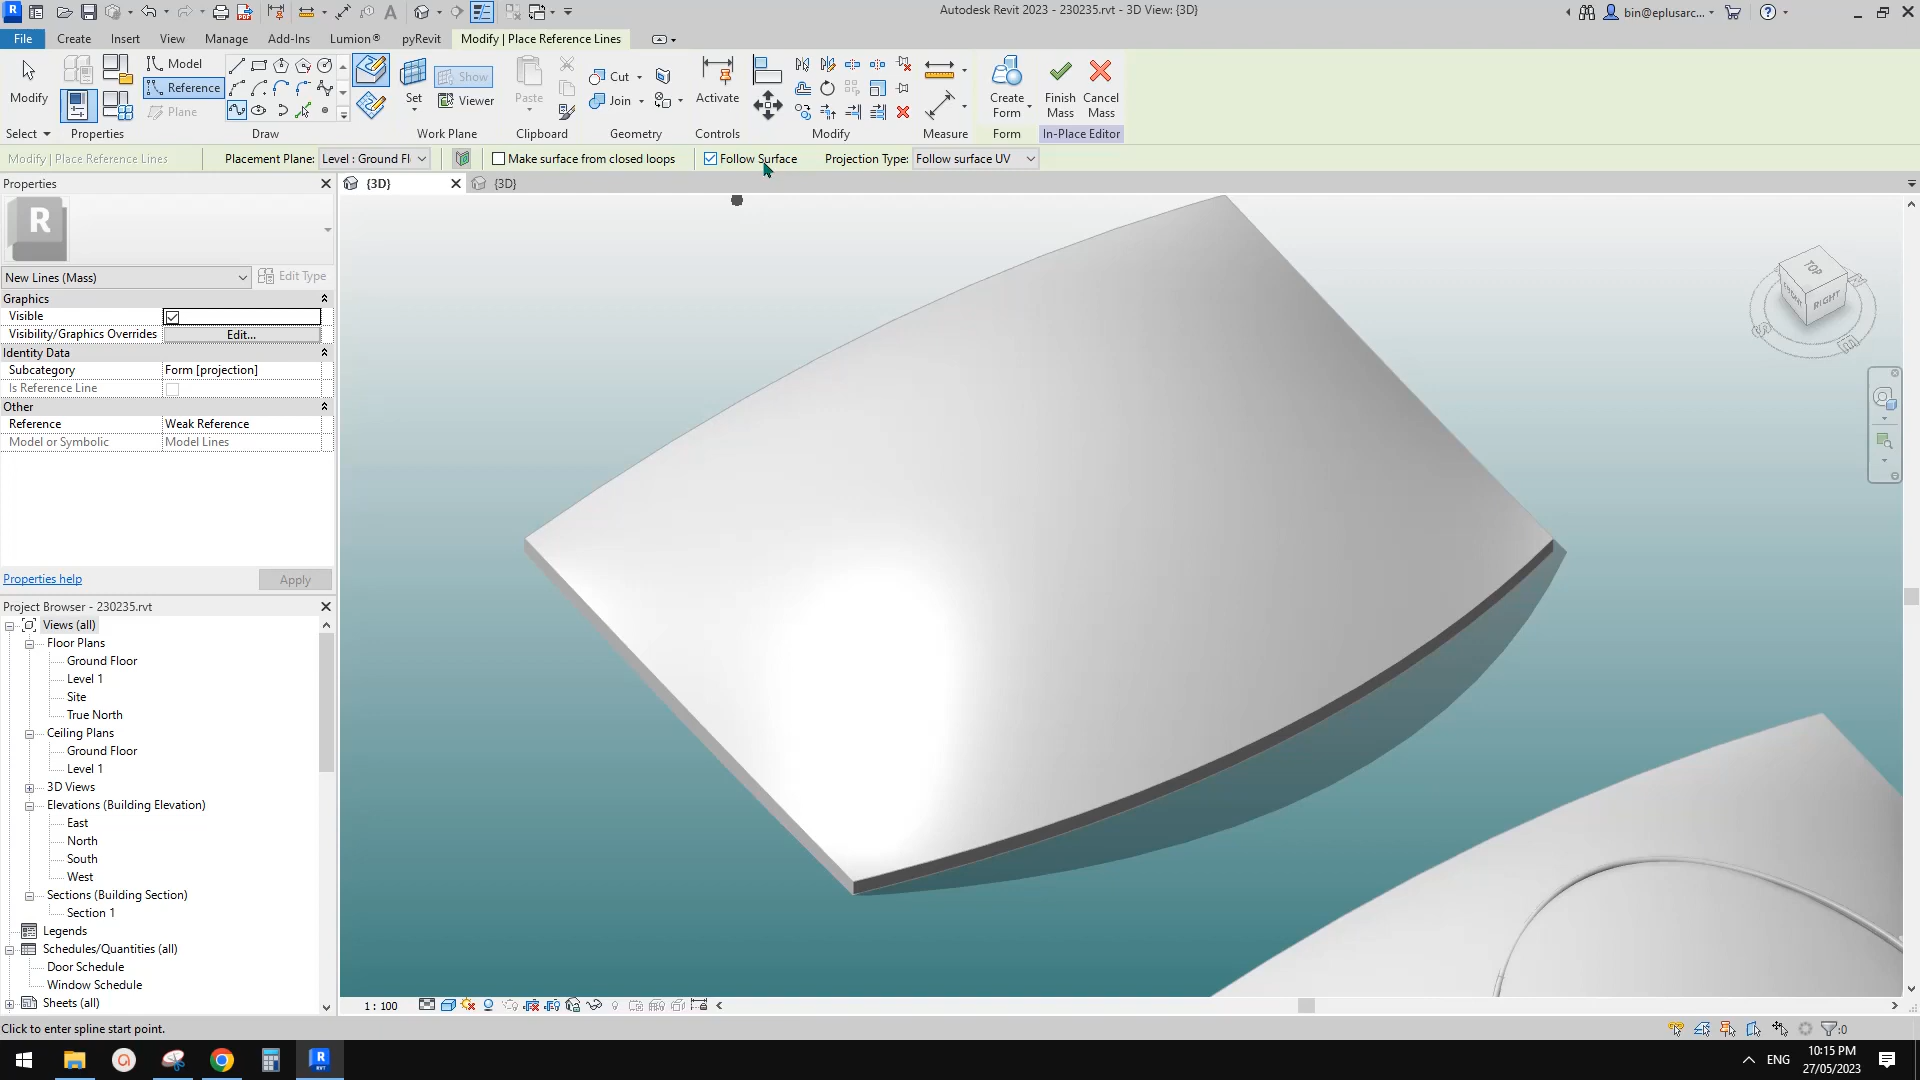 Autodesk Revit 2023 - 230235.rvt - 3D View: {3D}
bin@eplusarc...
File
Create
Insert
View
Manage
Add-Ins
Lumion®
pyRevit
Modify | Place Reference Lines
Modify
Model
Reference
Plane
Set
Show
Viewer
Paste
Cut
Join
Activate
Create Form
Finish Mass
Cancel Mass
Select
Properties
Draw
Work Plane
Clipboard
Geometry
Controls
Modify
Measure
Form
In-Place Editor
Modify | Place Reference Lines
Placement Plane:
Level : Ground Fl
Make surface from closed loops
Follow Surface
Projection Type:
Follow surface UV
Properties
{3D}
{3D}
R
New Lines (Mass)
Edit Type
Graphics
Visible
Visibility/Graphics Overrides
Edit...
Identity Data
Subcategory
Form [projection]
Is Reference Line
Other
Reference
Weak Reference
Model or Symbolic
Model Lines
Properties help
Apply
Project Browser - 230235.rvt
Views (all)
Floor Plans
Ground Floor
Level 1
Site
True North
Ceiling Plans
Ground Floor
Level 1
3D Views
Elevations (Building Elevation)
East
North
South
West
Sections (Building Section)
Section 1
Legends
Schedules/Quantities (all)
Door Schedule
Window Schedule
Sheets (all)
TOP
FRONT
RIGHT
1 : 100
Click to enter spline start point.
:0
ENG
10:15 PM
27/05/2023